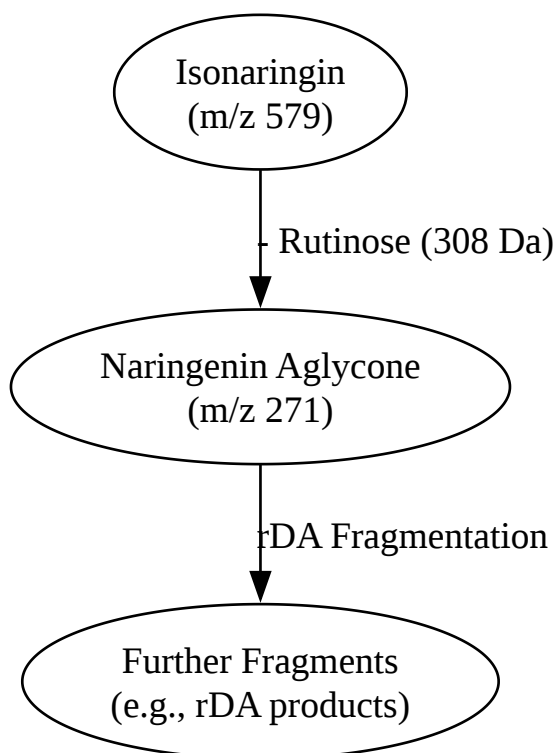 Isonaringin
(m/z 579)
- Rutinose (308 Da)
Naringenin Aglycone
(m/z 271)
rDA Fragmentation
Further Fragments
(e.g., rDA products)